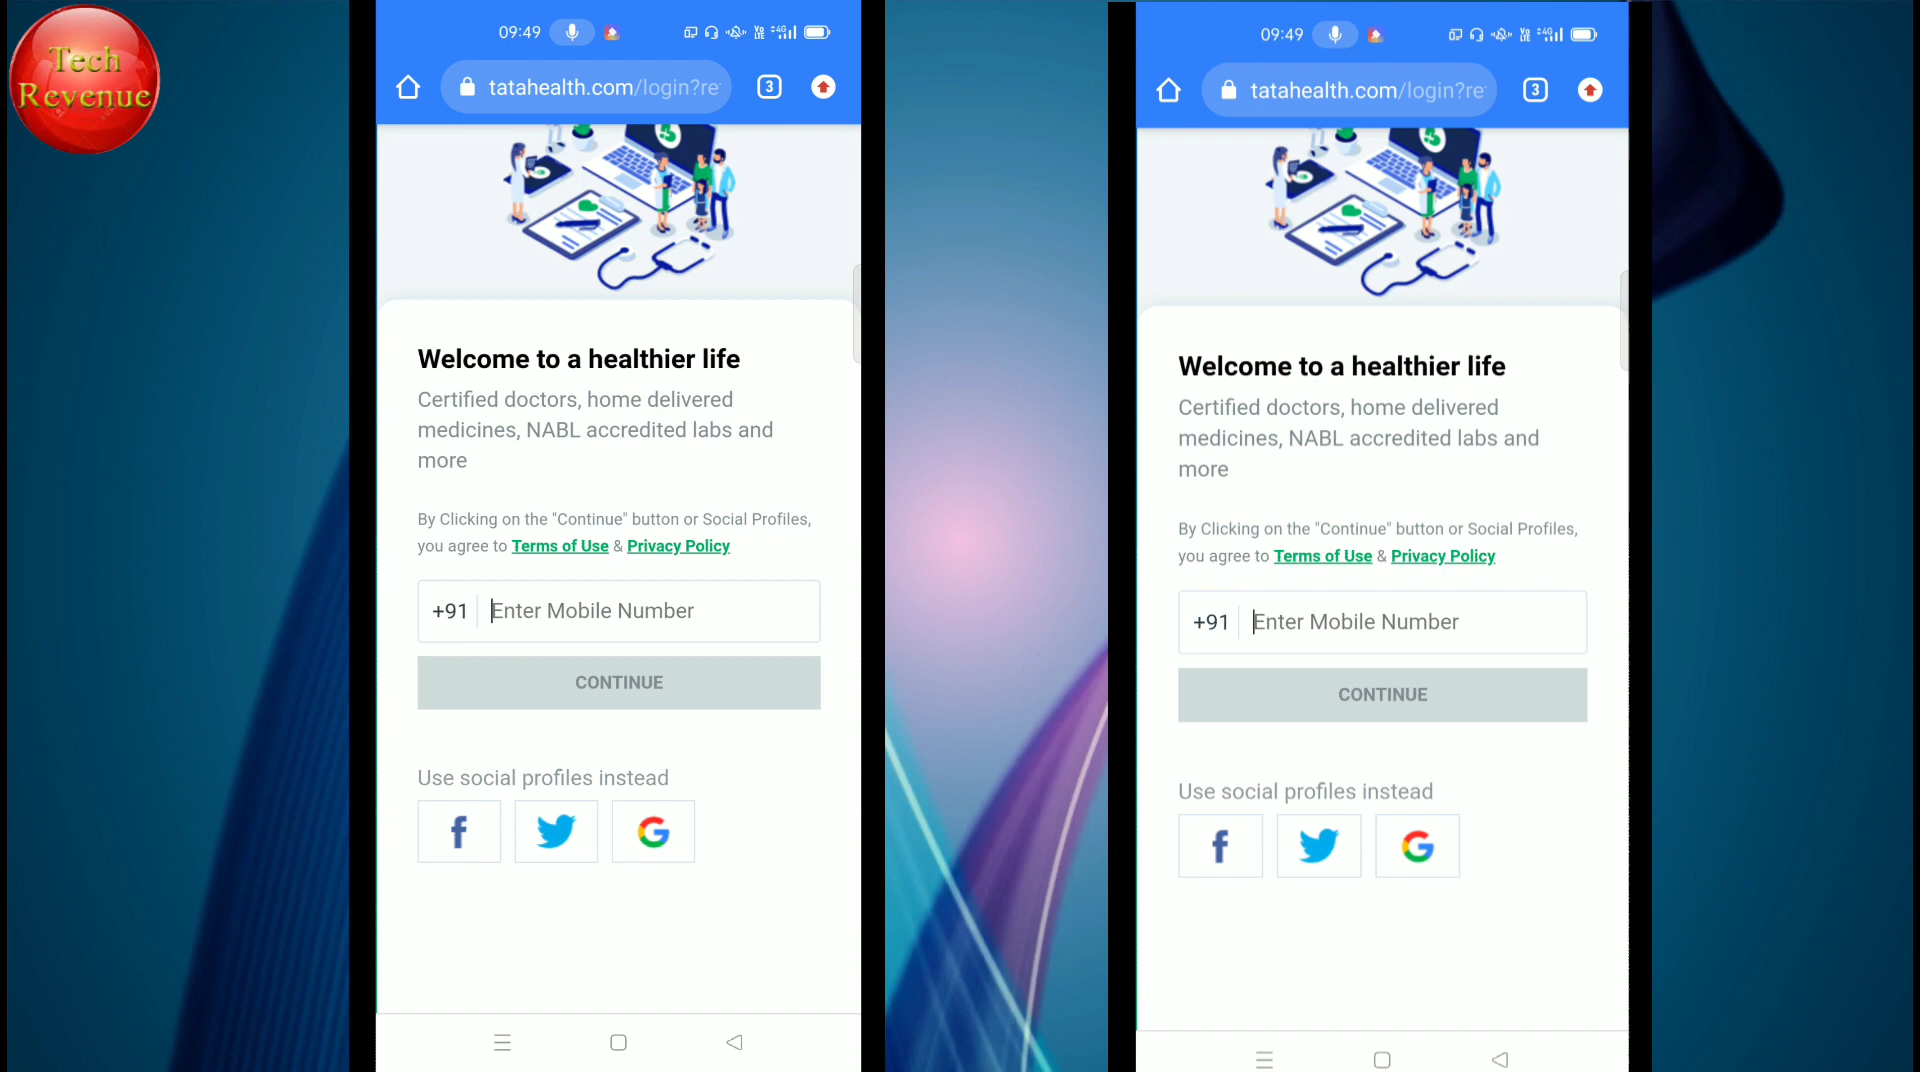 Tech
Revenue
09:49
tatahealth.com/login?re
3
Welcome to a healthier life
Certified doctors, home delivered
medicines, NABL accredited labs and
more
By Clicking on the "Continue" button or Social Profiles,
you agree to Terms of Use & Privacy Policy
+91 Enter Mobile Number
CONTINUE
Use social profiles instead
09:49
tatahealth.com/login?re
3
Welcome to a healthier life
Certified doctors, home delivered
medicines, NABL accredited labs and
more
By Clicking on the "Continue" button or Social Profiles,
you agree to Terms of Use & Privacy Policy
+91 Enter Mobile Number
CONTINUE
Use social profiles instead